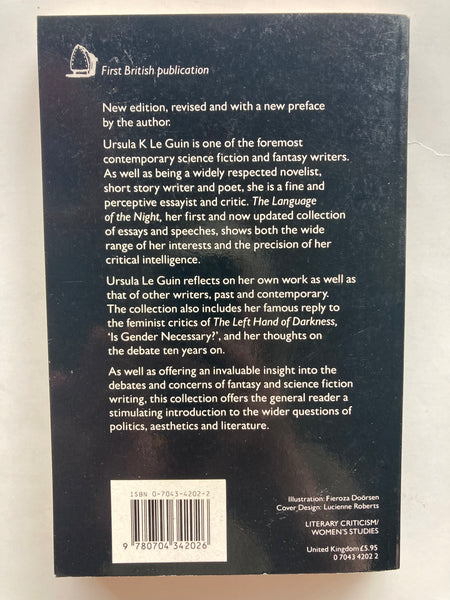 First British publication
New edition, revised and with a new preface
by the author.
Ursula K Le Guin is one of the foremost
contemporary science fiction and fantasy writers.
As well as being a widely respected novelist,
short story writer and poet, she is a fine and
perceptive essayist and critic. The Language
of the Night, her first and now updated collection
of essays and speeches, shows both the wide
range of her interests and the precision of her
critical intelligence.
Ursula Le Guin reflects on her own work as well as
that of other writers, past and contemporary.
The collection also includes her famous reply to
the feminist critics of The Left Hand of Darkness,
‘Is Gender Necessary?’, and her thoughts on
the debate ten years on.
As well as offering an invaluable insight into the
debates and concerns of fantasy and science fiction
writing, this collection offers the general reader a
stimulating introduction to the wider questions of
politics, aesthetics and literature.
ISBN 0-7043-4202-2
9 780704 342026
Illustration: Fieroza Doörsen
Cover Design: Lucienne Roberts
LITERARY CRITICISM/
WOMEN'S STUDIES
United Kingdom £5.95
0 7043 4202 2